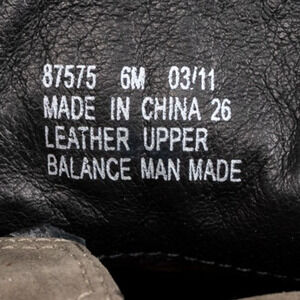 87575 6M 03/11
MADE IN CHINA 26
LEATHER UPPER
BALANCE MAN MADE